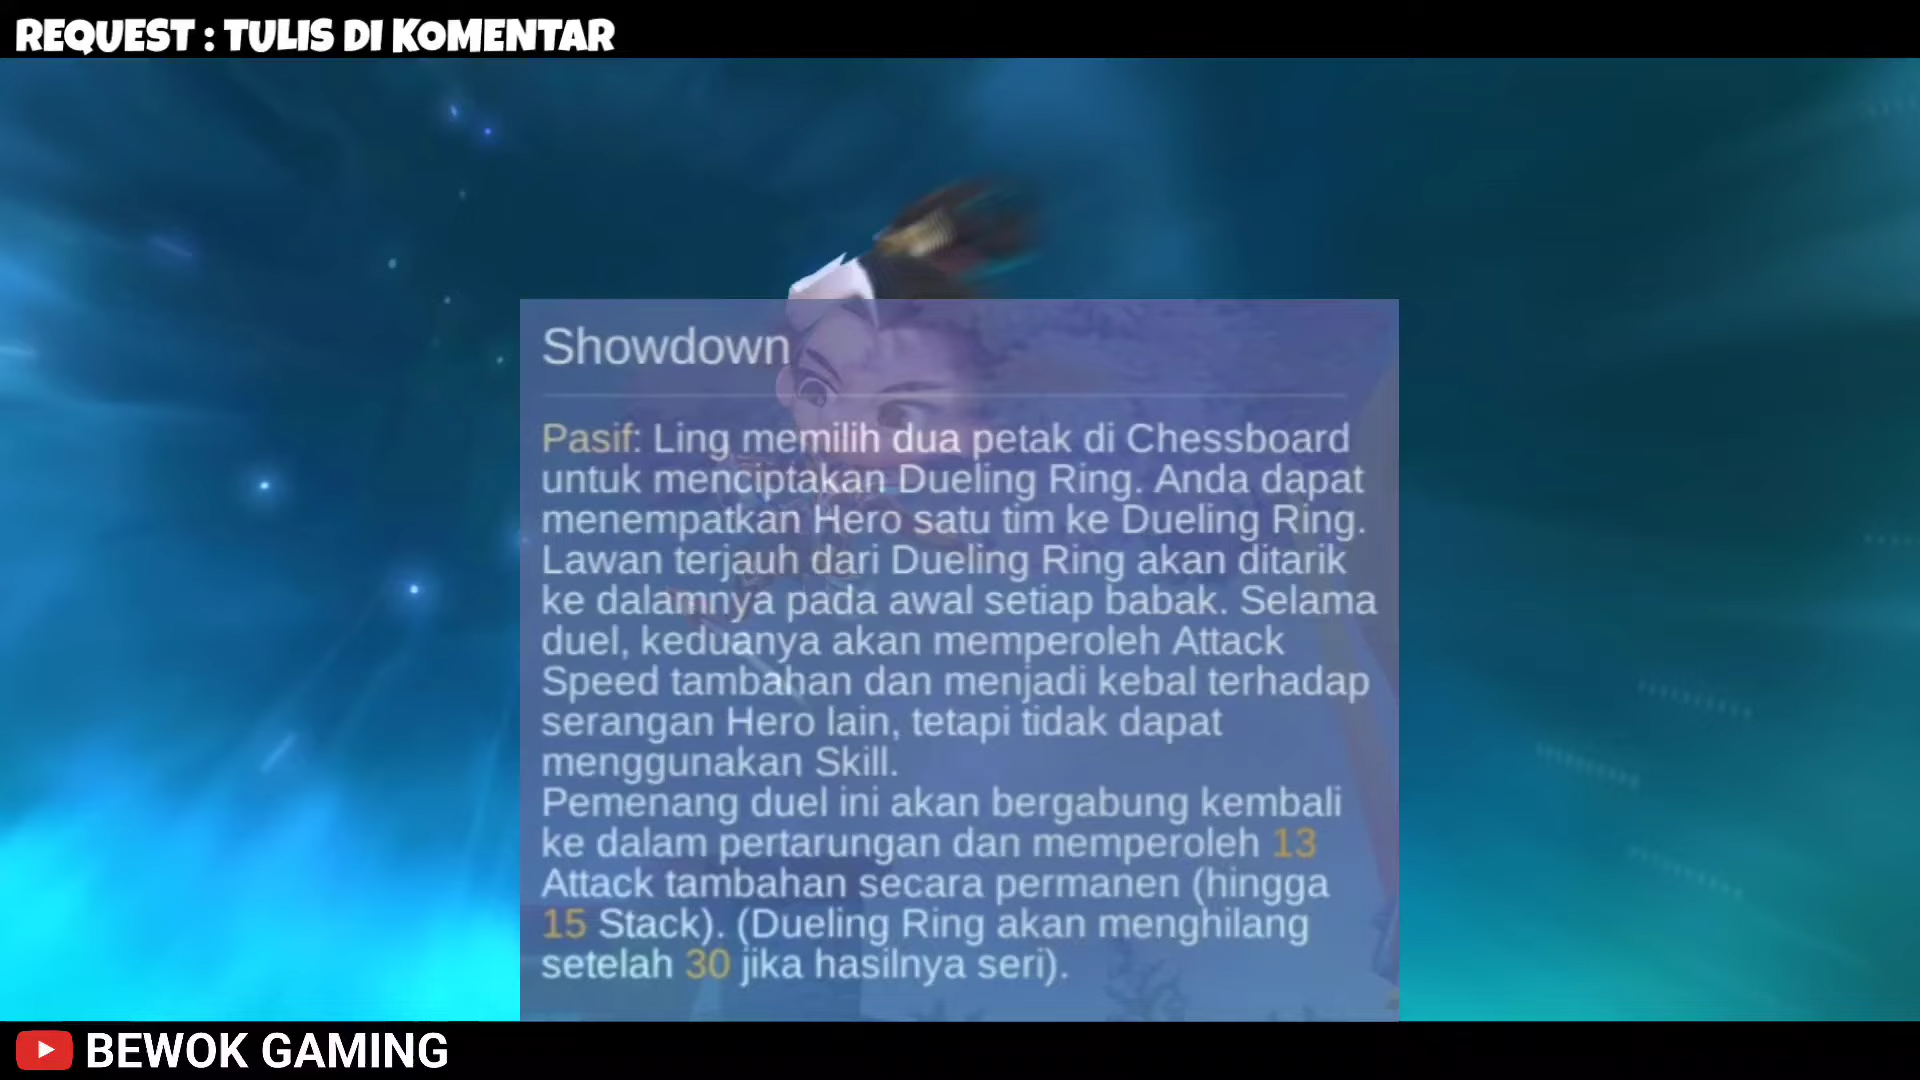 REQUEST : TULIS DI KOMENTAR
Showdown
Pasif: Ling memilih dua petak di Chessboard
untuk menciptakan Dueling Ring. Anda dapat
menempatkan Hero satu tim ke Dueling Ring.
Lawan terjauh dari Dueling Ring akan ditarik
ke dalamnya pada awal setiap babak. Selama
duel, keduanya akan memperoleh Attack
Speed tambahan dan menjadi kebal terhadap
serangan Hero lain, tetapi tidak dapat
menggunakan Skill.
Pemenang duel ini akan bergabung kembali
ke dalam pertarungan dan memperoleh 13
Attack tambahan secara permanen (hingga
15 Stack). (Dueling Ring akan menghilang
setelah 30 jika hasilnya seri).
BEWOK GAMING